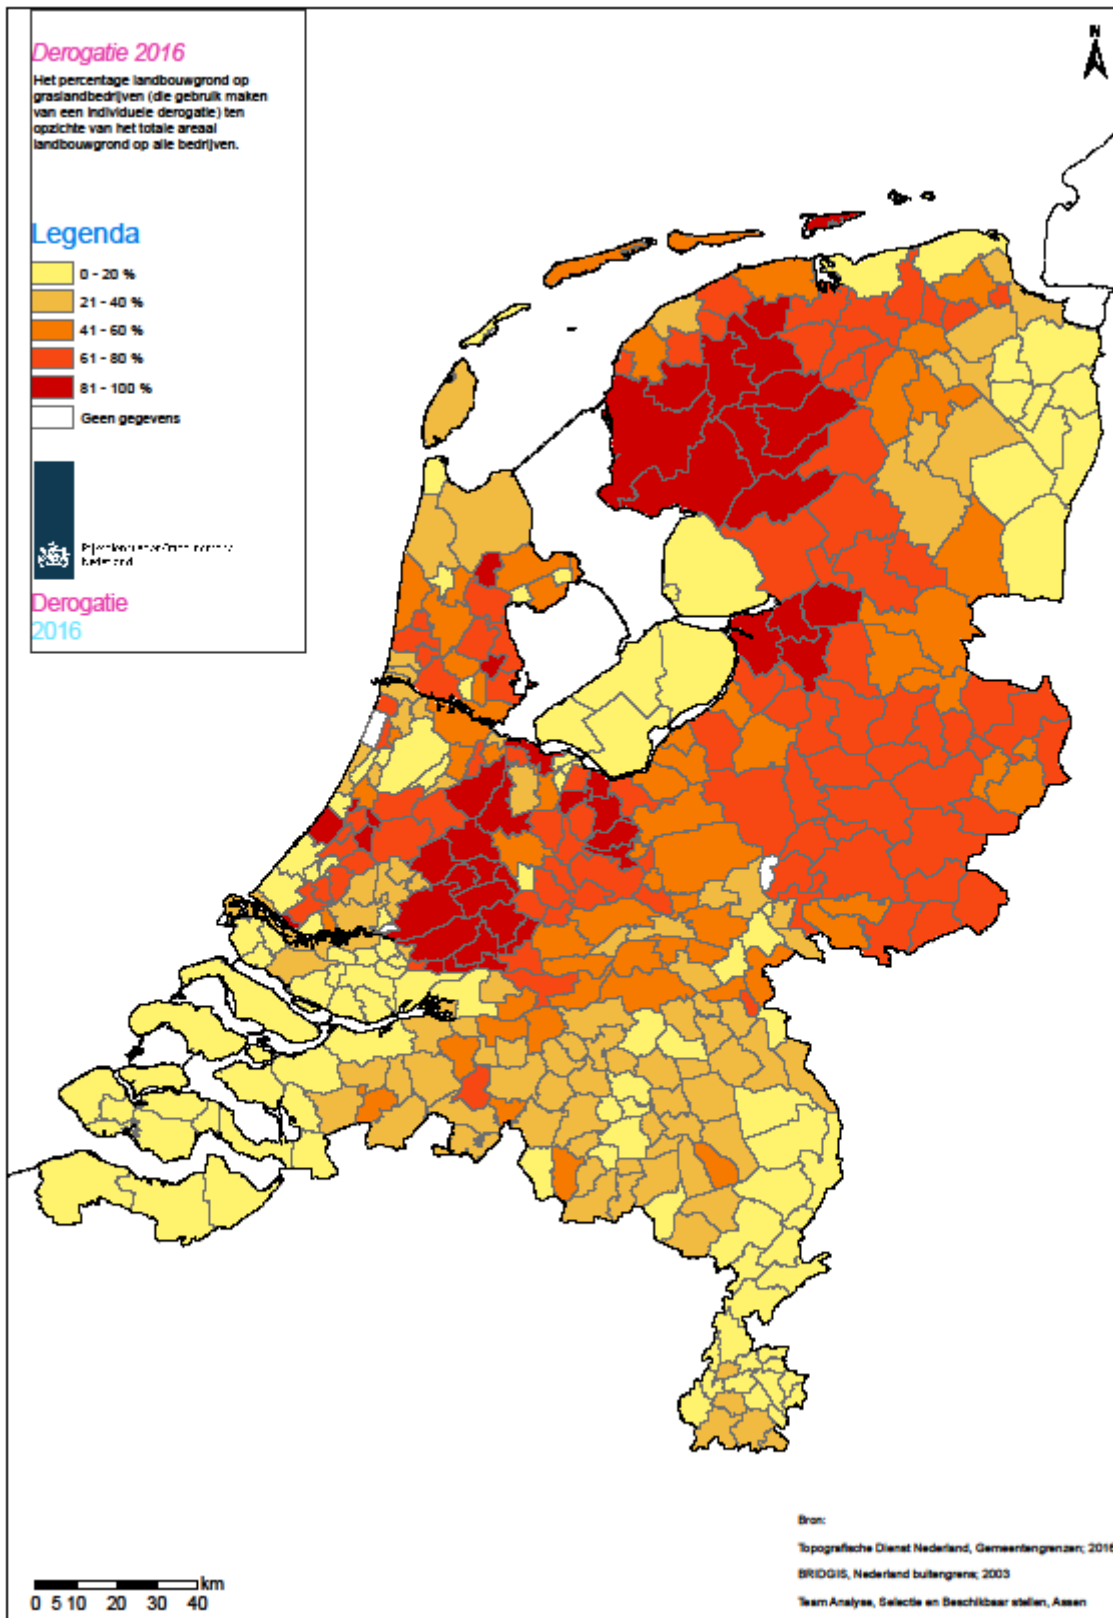 Derogatie 2016
Het percentage landbouwgrond op
graslandbedrijven (die gebruik maken
van een individuele derogatie) ten
opzichte van het totale areaal
landbouwgrond op alle bedrijven.
Legenda
0 - 20 %
21 - 40 %
41 - 60 %
61 - 80 %
81 - 100 %
Geen gegevens
Nederland
Derogatie
2016
N
km
0 5 10 20 30 40
Bron:
Topografische Dienst Nederland, Gemeentengrenzen; 2016
BRIDGIS, Nederland buitengrens; 2003
Team Analyse, Selectie en Beschikbaar stellen, Assen